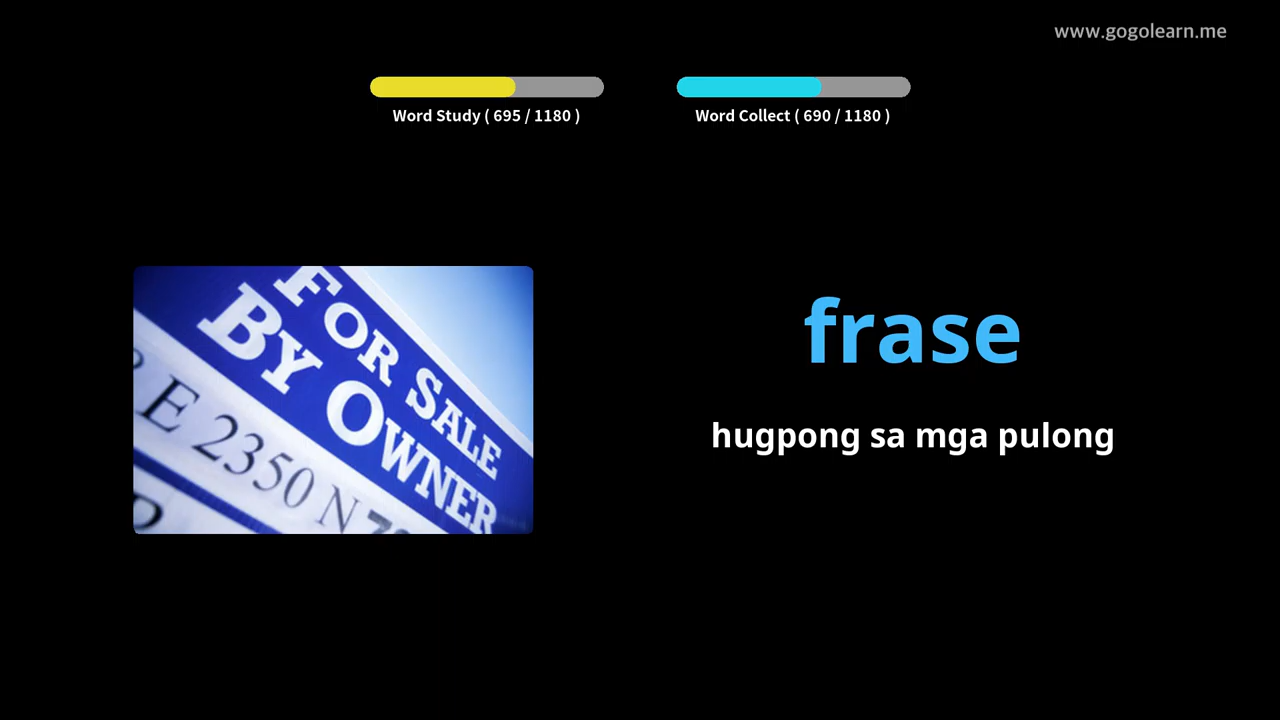 www.gogolearn.me
Word Study ( 695 / 1180 )
Word Collect ( 690 / 1180 )
FOR SALE
BY OWNER
E 2350 N
frase
hugpong sa mga pulong